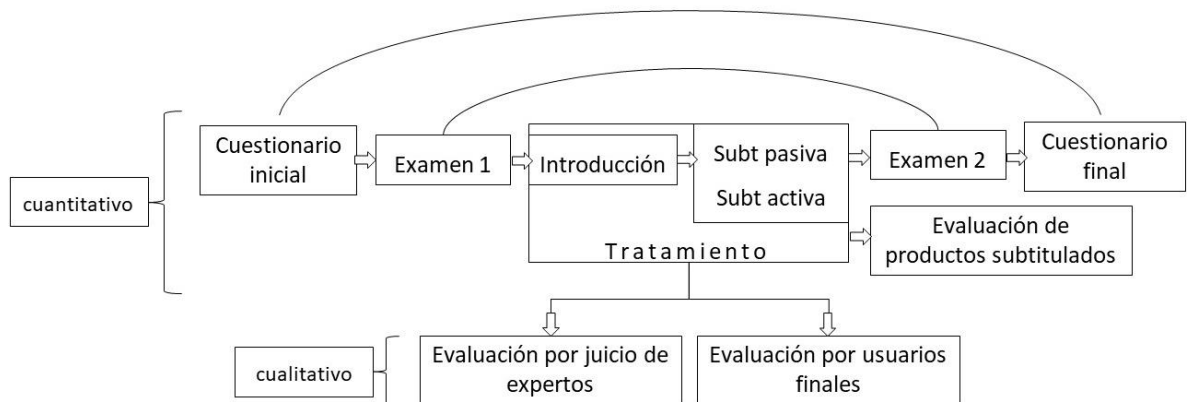 Cuestionario
inicial
Examen 1
Introducción
Subt pasiva
Subt activa
Tratamiento
Examen 2
Cuestionario
final
Evaluación de
productos subtitulados
cuantitativo
cualitativo
Evaluación por juicio de
expertos
Evaluación por usuarios
finales